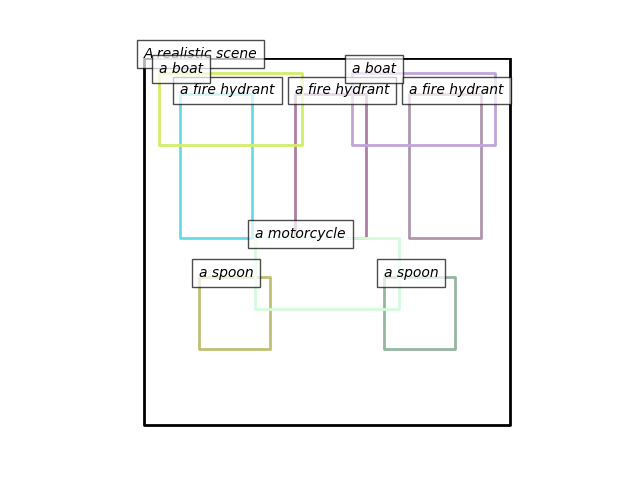 A realistic scene
a boat
a boat
a fire hydrant
a fire hydrant
a fire hydrant
a motorcycle
a spoon
a spoon